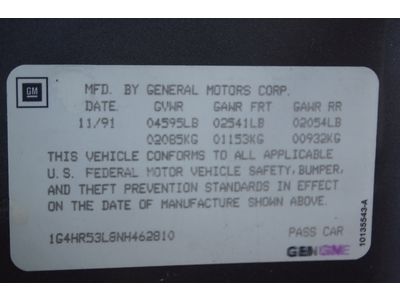 GM
MFD. BY GENERAL MOTORS CORP.
DATE GVWR GAWR FRT GAWR RR
11/91 04595LB 02541LB 02054LB
02085KG 01153KG 00932KG
THIS VEHICLE CONFORMS TO ALL APPLICABLE
U.S. FEDERAL MOTOR VEHICLE SAFETY, BUMPER,
AND THEFT PREVENTION STANDARDS IN EFFECT
ON THE DATE OF MANUFACTURE SHOWN ABOVE.
1G4HR53L8NH462810 PASS CAR
10135543-A